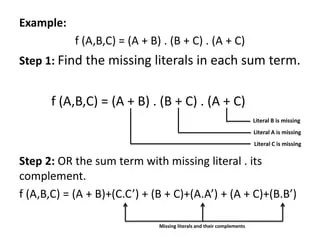 Example:
f (A,B,C) = (A + B) . (B + C) . (A + C)
Step 1: Find the missing literals in each sum term.
f (A,B,C) = (A + B) . (B + C) . (A + C)
Literal B is missing
Literal A is missing
Literal C is missing
Step 2: OR the sum term with missing literal . its
complement.
f (A,B,C) = (A + B)+(C.C’) + (B + C)+(A.A’) + (A + C)+(B.B’)
Missing literals and their complements